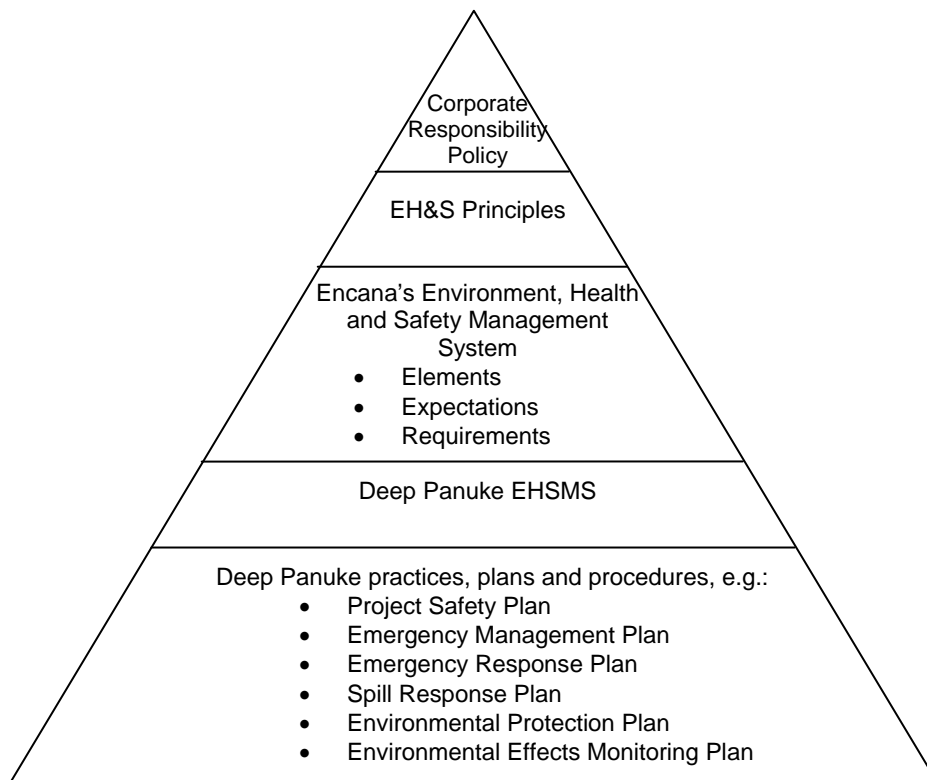 Corporate
Responsibility
Policy
EH&S Principles
Encana’s Environment, Health
and Safety Management
System
• Elements
• Expectations
• Requirements
Deep Panuke EHSMS
Deep Panuke practices, plans and procedures, e.g.:
• Project Safety Plan
• Emergency Management Plan
• Emergency Response Plan
• Spill Response Plan
• Environmental Protection Plan
• Environmental Effects Monitoring Plan